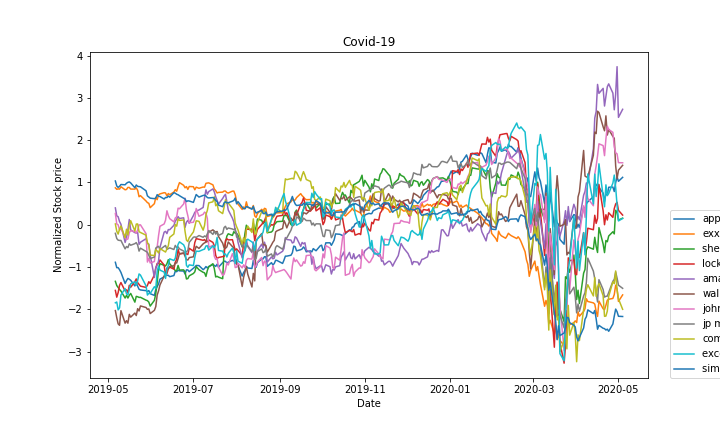 Covid-19
Normalized Stock price
4
3
2
1
0
−1
−2
−3
2019-05 2019-07 2019-09 2019-11 2020-01 2020-03 2020-05
Date
app
exx
she
lock
ama
wal
john
jp m
com
exce
sim